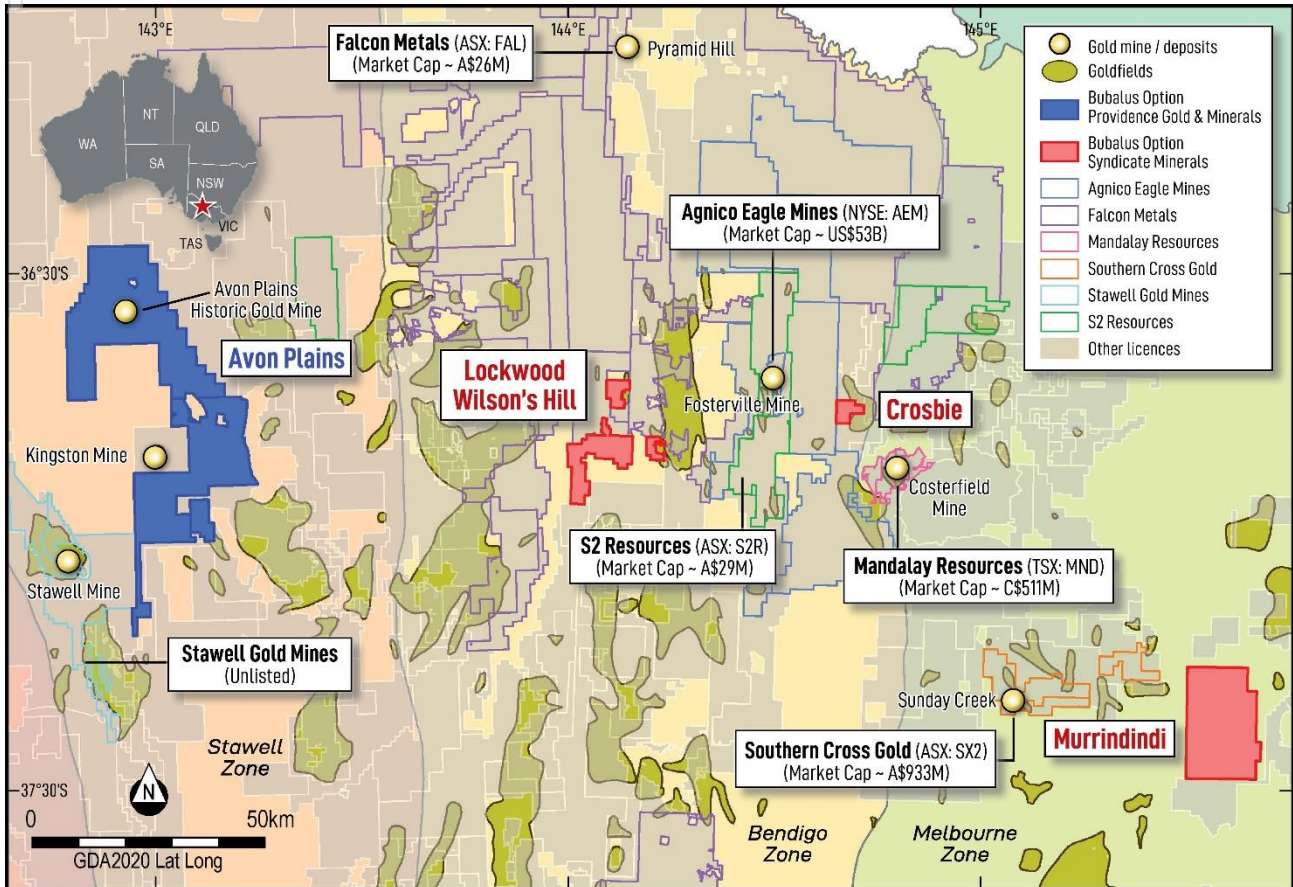 143°E
144°E
145°E
36°30'S
37°30'S
Falcon Metals (ASX: FAL)
(Market Cap ~ A$26M)
Pyramid Hill
WA
NT
QLD
SA
NSW
VIC
TAS
Gold mine / deposits
Goldfields
Bubalus Option
Providence Gold & Minerals
Bubalus Option
Syndicate Minerals
Agnico Eagle Mines
Falcon Metals
Mandalay Resources
Southern Cross Gold
Stawell Gold Mines
S2 Resources
Other licences
Agnico Eagle Mines (NYSE: AEM)
(Market Cap ~ US$53B)
Avon Plains
Historic Gold Mine
Avon Plains
Lockwood
Wilson's Hill
Fosterville Mine
Crosbie
Kingston Mine
Costerfield
Mine
S2 Resources (ASX: S2R)
(Market Cap ~ A$29M)
Mandalay Resources (TSX: MND)
(Market Cap ~ C$511M)
Stawell Mine
Stawell Gold Mines
(Unlisted)
Sunday Creek
Murrindindi
Southern Cross Gold (ASX: SX2)
(Market Cap ~ A$933M)
Stawell
Zone
Bendigo
Zone
Melbourne
Zone
N
0
50km
GDA2020 Lat Long